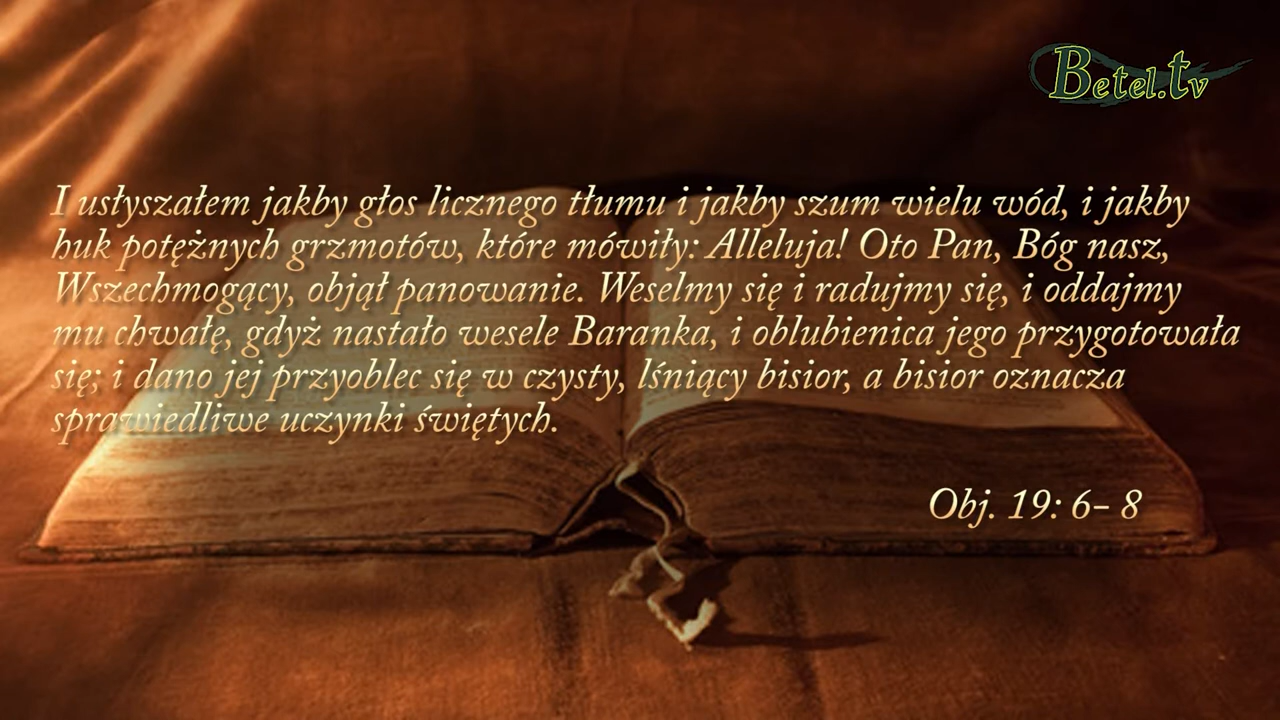 Betel.tv
I usłyszałem jakby głos licznego tłumu i jakby szum wielu wód, i jakby
huk potężnych grzmotów, które mówiły: Alleluja! Oto Pan, Bóg nasz,
Wszechmogący, objął panowanie. Weselmy się i radujmy się, i oddajmy
mu chwałę, gdyż nastało wesele Baranka, i oblubienica jego przygotowała
się; i dano jej przyoblec się w czysty, lśniący bisior, a bisior oznacza
sprawiedliwe uczynki świętych.
Obj. 19: 6– 8